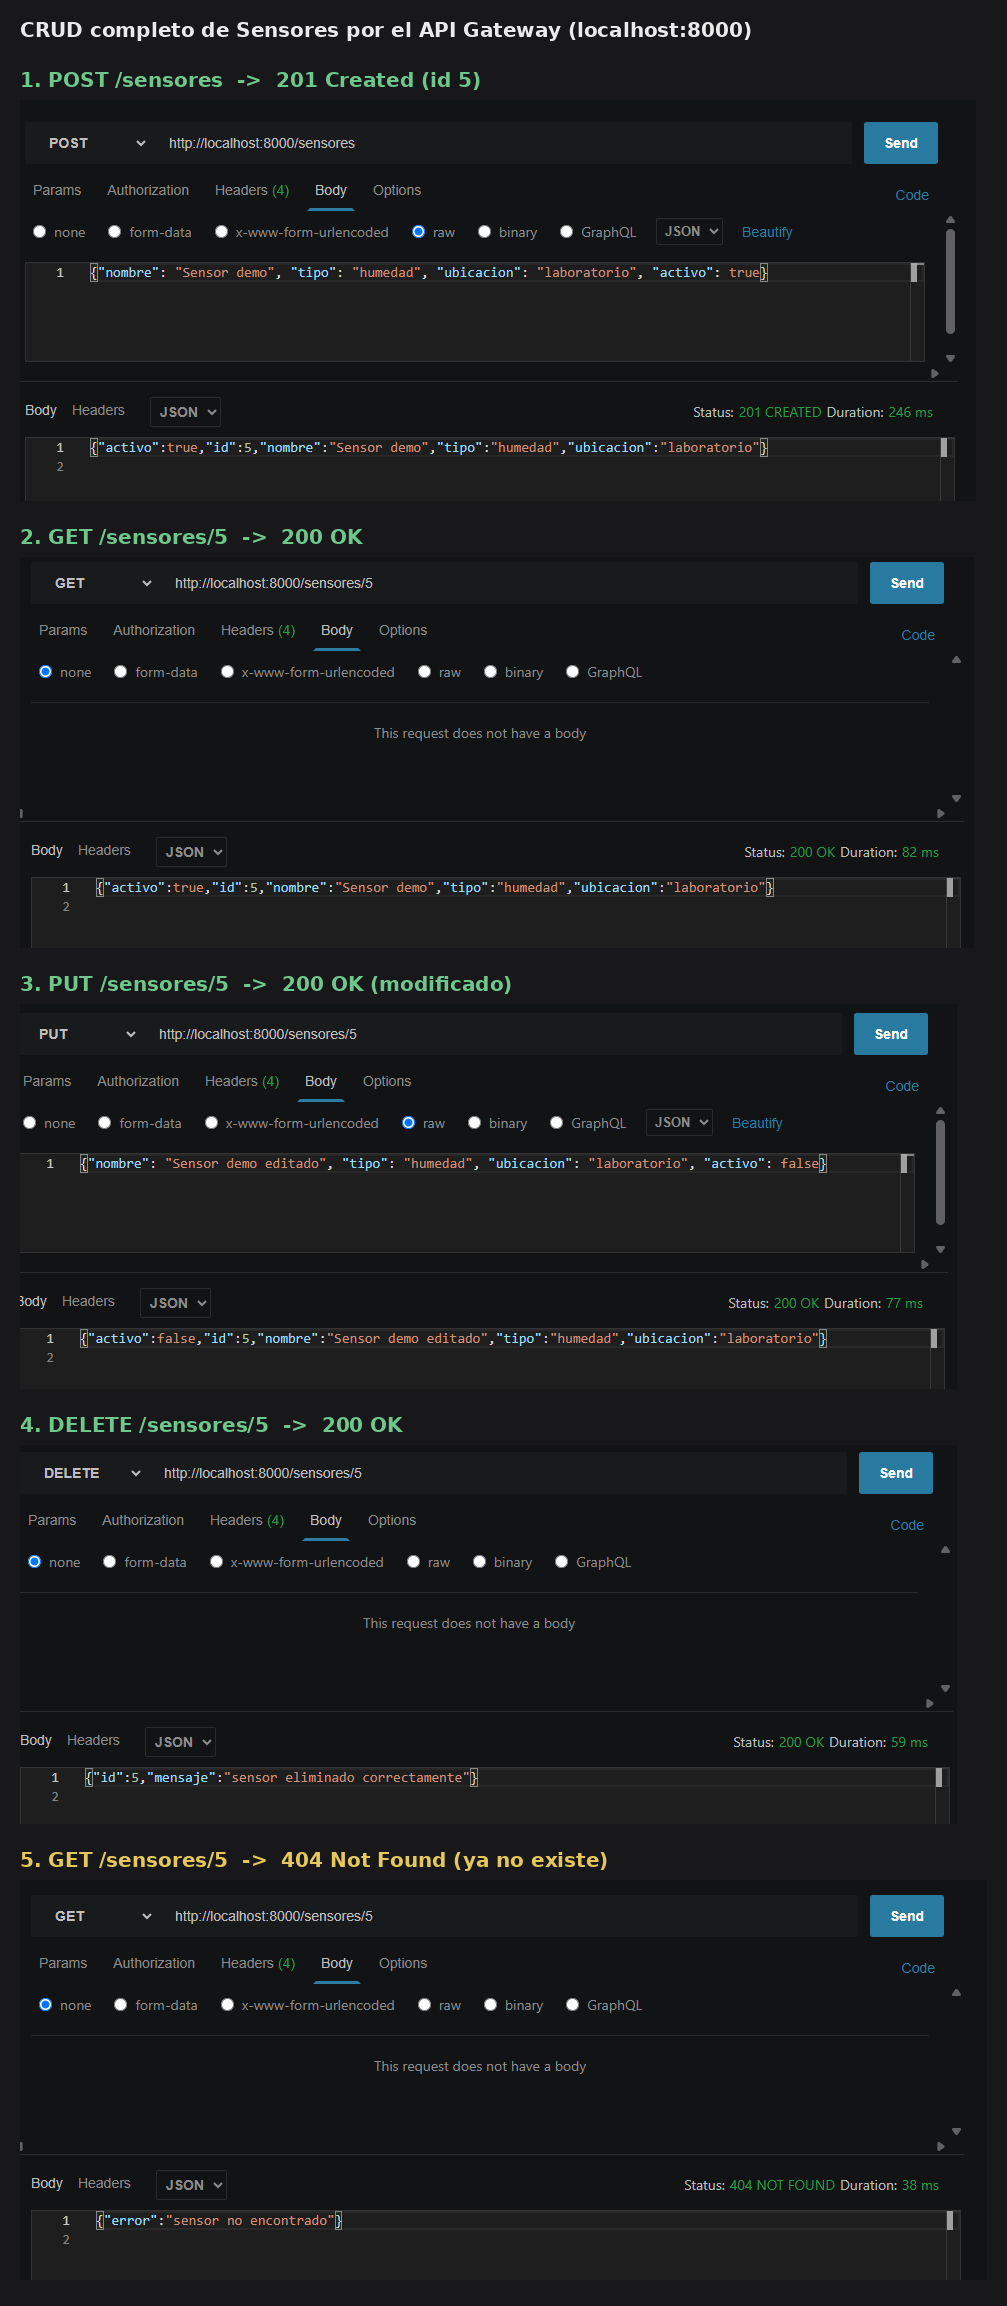 CRUD completo de Sensores por el API Gateway (localhost:8000)
1. POST /sensores -> 201 Created (id 5)
POST http://localhost:8000/sensores Send
Params Authorization Headers (4) Body Options Code
none form-data x-www-form-urlencoded raw binary GraphQL JSON Beautify
1 {"nombre": "Sensor demo", "tipo": "humedad", "ubicacion": "laboratorio", "activo": true}
Body Headers JSON Status: 201 CREATED Duration: 246 ms
1 {"activo":true,"id":5,"nombre":"Sensor demo","tipo":"humedad","ubicacion":"laboratorio"}
2
2. GET /sensores/5 -> 200 OK
GET http://localhost:8000/sensores/5 Send
Params Authorization Headers (4) Body Options Code
none form-data x-www-form-urlencoded raw binary GraphQL
This request does not have a body
Body Headers JSON Status: 200 OK Duration: 82 ms
1 {"activo":true,"id":5,"nombre":"Sensor demo","tipo":"humedad","ubicacion":"laboratorio"}
2
3. PUT /sensores/5 -> 200 OK (modificado)
PUT http://localhost:8000/sensores/5 Send
Params Authorization Headers (4) Body Options Code
none form-data x-www-form-urlencoded raw binary GraphQL JSON Beautify
1 {"nombre": "Sensor demo editado", "tipo": "humedad", "ubicacion": "laboratorio", "activo": false}
Body Headers JSON Status: 200 OK Duration: 77 ms
1 {"activo":false,"id":5,"nombre":"Sensor demo editado","tipo":"humedad","ubicacion":"laboratorio"}
2
4. DELETE /sensores/5 -> 200 OK
DELETE http://localhost:8000/sensores/5 Send
Params Authorization Headers (4) Body Options Code
none form-data x-www-form-urlencoded raw binary GraphQL
This request does not have a body
Body Headers JSON Status: 200 OK Duration: 59 ms
1 {"id":5,"mensaje":"sensor eliminado correctamente"}
2
5. GET /sensores/5 -> 404 Not Found (ya no existe)
GET http://localhost:8000/sensores/5 Send
Params Authorization Headers (4) Body Options Code
none form-data x-www-form-urlencoded raw binary GraphQL
This request does not have a body
Body Headers JSON Status: 404 NOT FOUND Duration: 38 ms
1 {"error":"sensor no encontrado"}
2